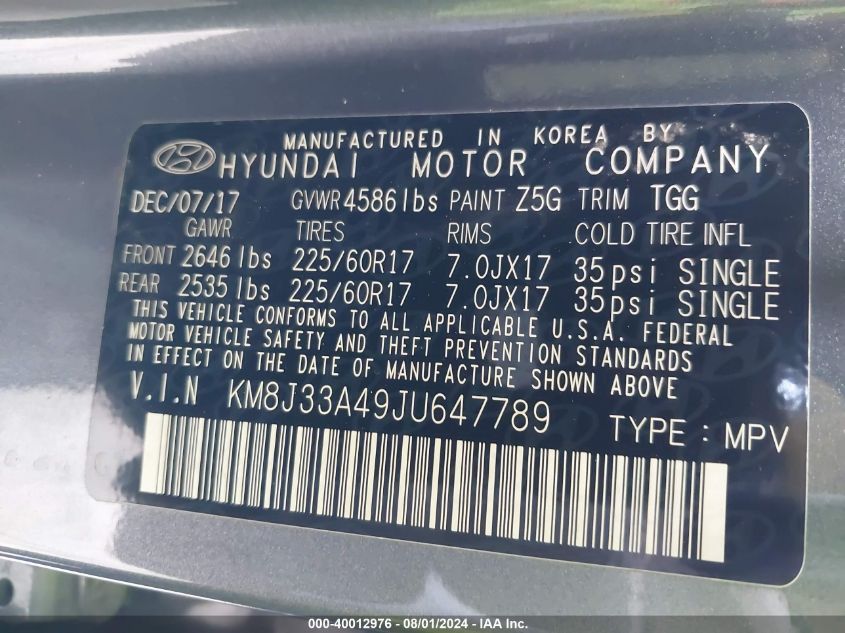 MANUFACTURED IN KOREA BY
HYUNDAI MOTOR COMPANY
DEC/07/17 GVWR 4586 lbs PAINT Z5G TRIM TGG
GAWR TIRES RIMS COLD TIRE INFL
FRONT 2646 lbs 225/60R17 7.0JX17 35psi SINGLE
REAR 2535 lbs 225/60R17 7.0JX17 35psi SINGLE
THIS VEHICLE CONFORMS TO ALL APPLICABLE U.S.A. FEDERAL
MOTOR VEHICLE SAFETY AND THEFT PREVENTION STANDARDS
IN EFFECT ON THE DATE OF MANUFACTURE SHOWN ABOVE
V.I.N KM8J33A49JU647789 TYPE : MPV
000-40012976 - 08/01/2024 - IAA Inc.